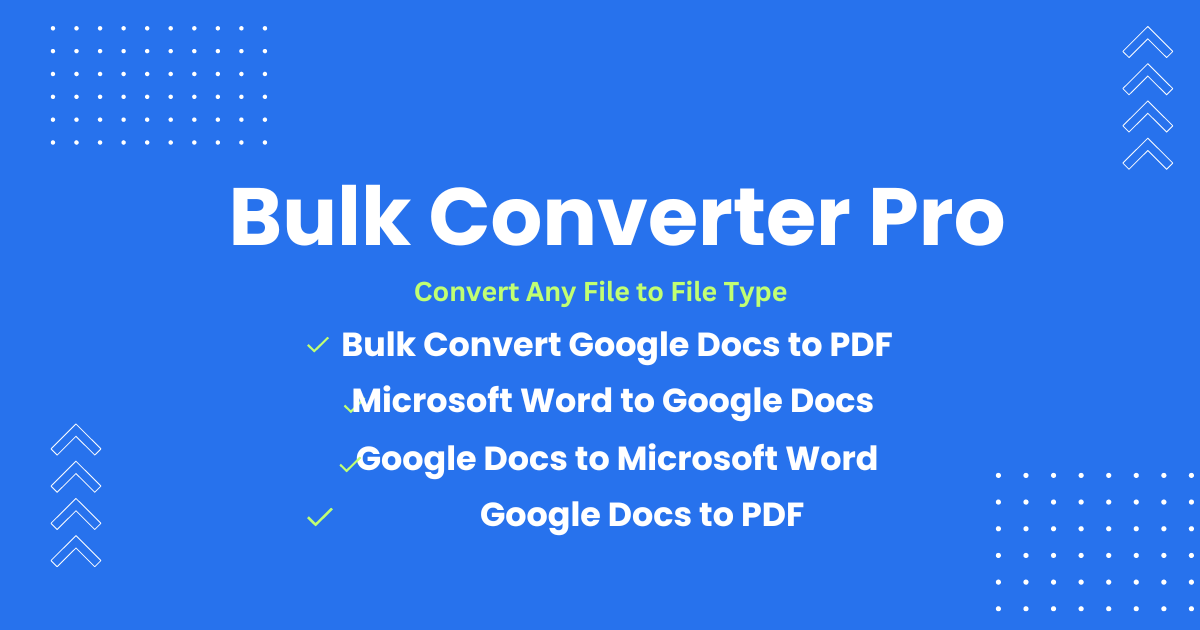 Bulk Converter Pro
Convert Any File to File Type
Bulk Convert Google Docs to PDF
Microsoft Word to Google Docs
Google Docs to Microsoft Word
Google Docs to PDF